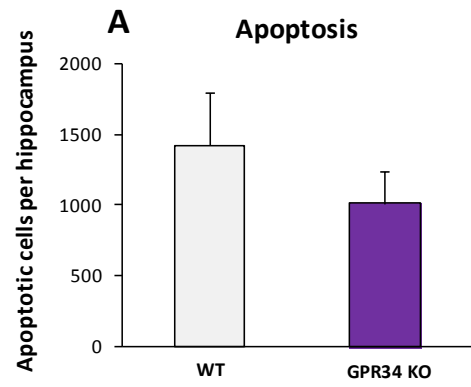 A
Apoptosis
Apoptotic cells per hippocampus
2000
1500
1000
500
0
WT
GPR34 KO